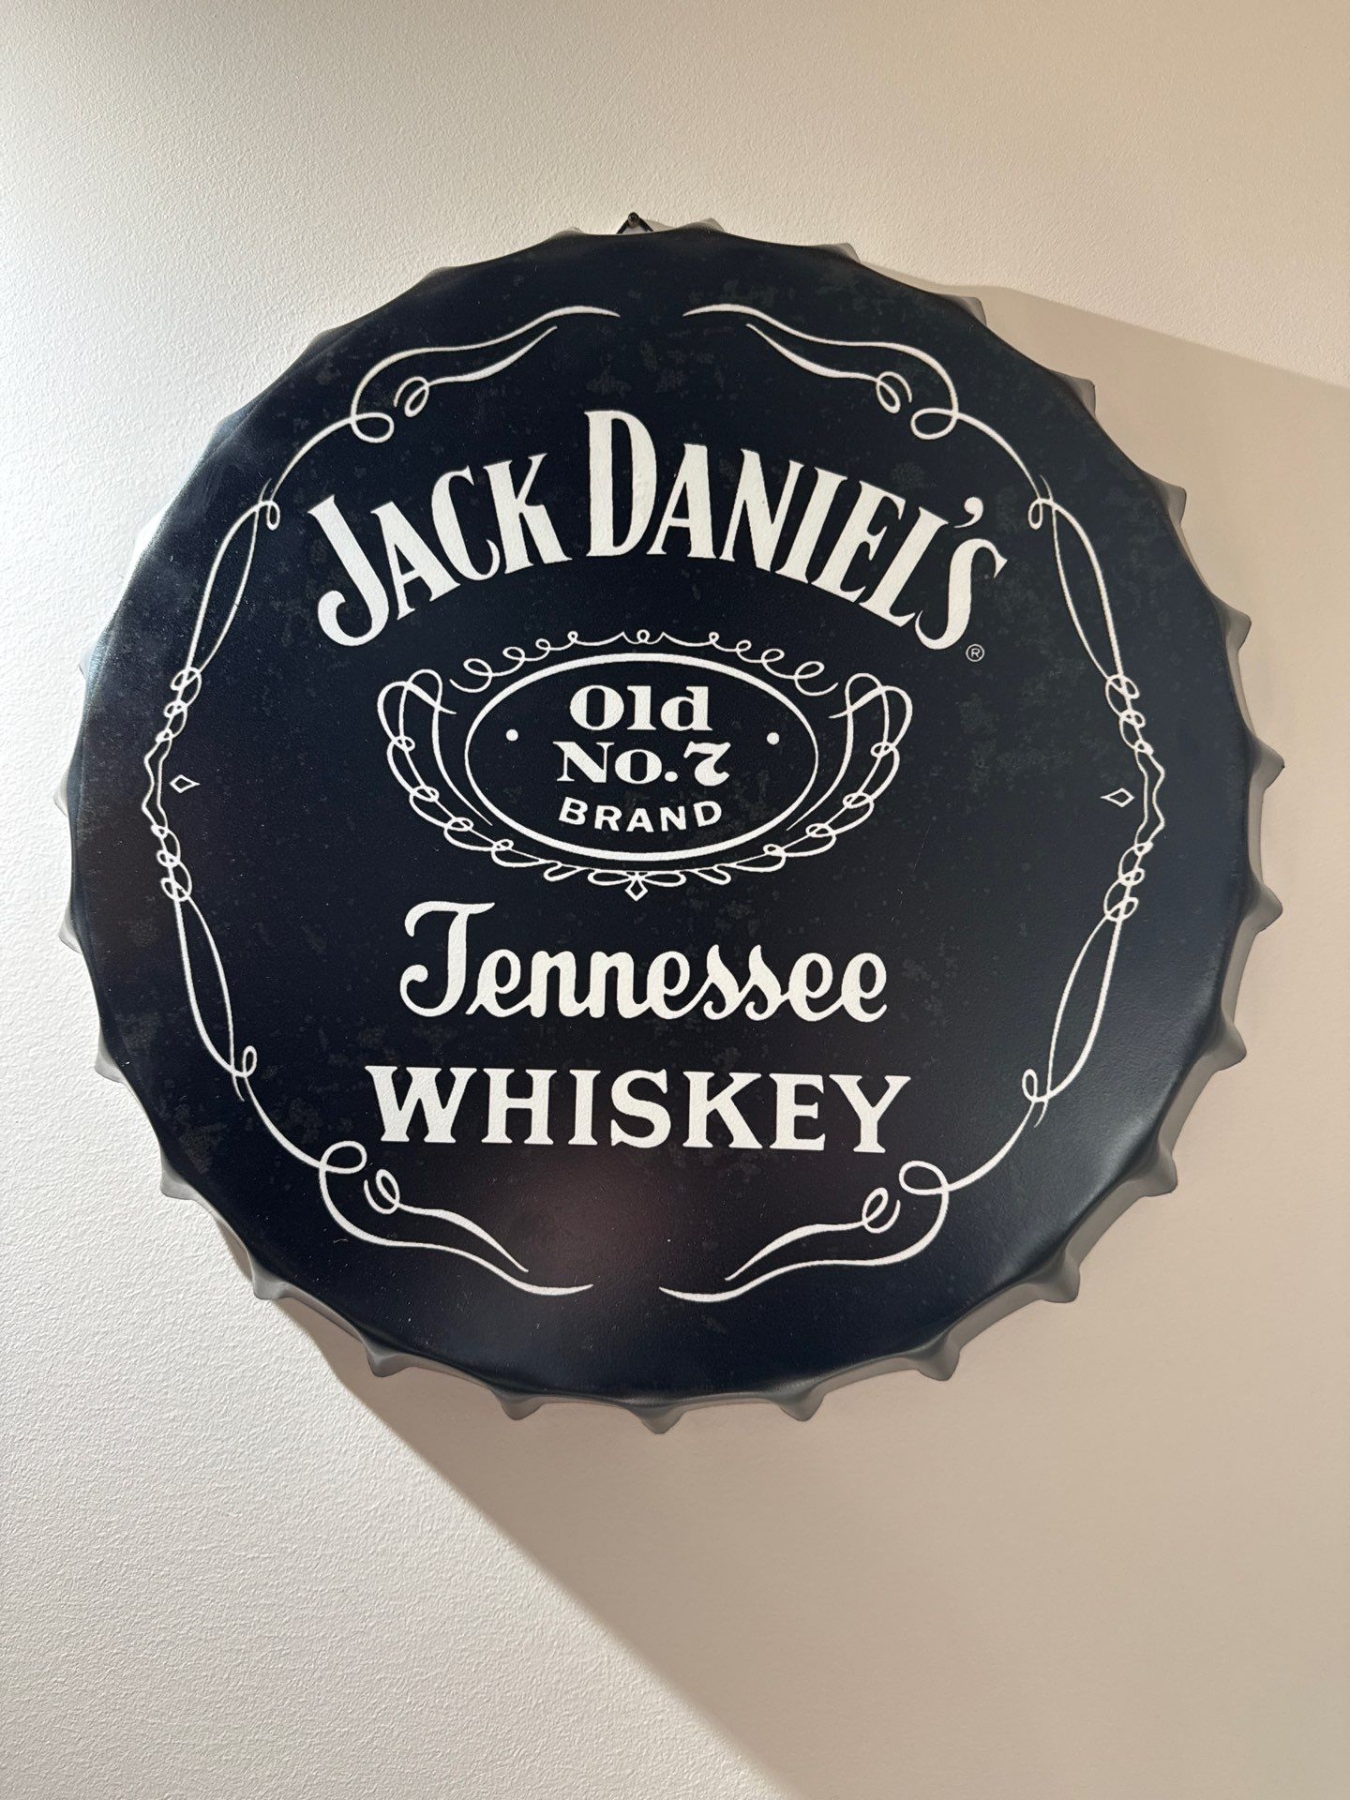 JACK DANIEL'S®
Old
No.7
BRAND
Tennessee
WHISKEY